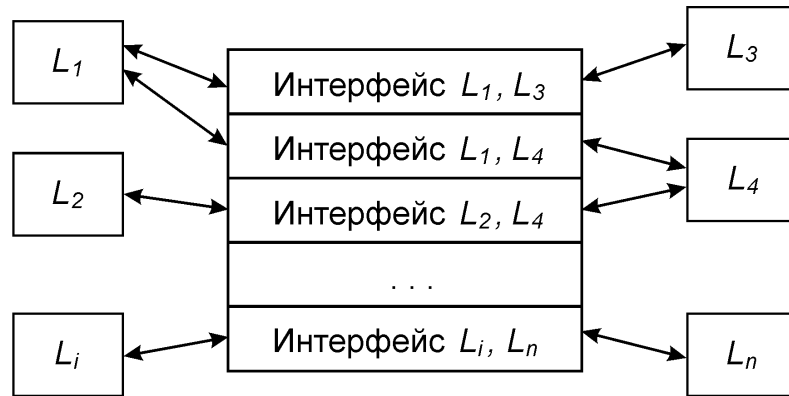 L1
Интерфейс L1, L3
L3
Интерфейс L1, L4
L2
Интерфейс L2, L4
L4
. . .
Li
Интерфейс Li, Ln
Ln